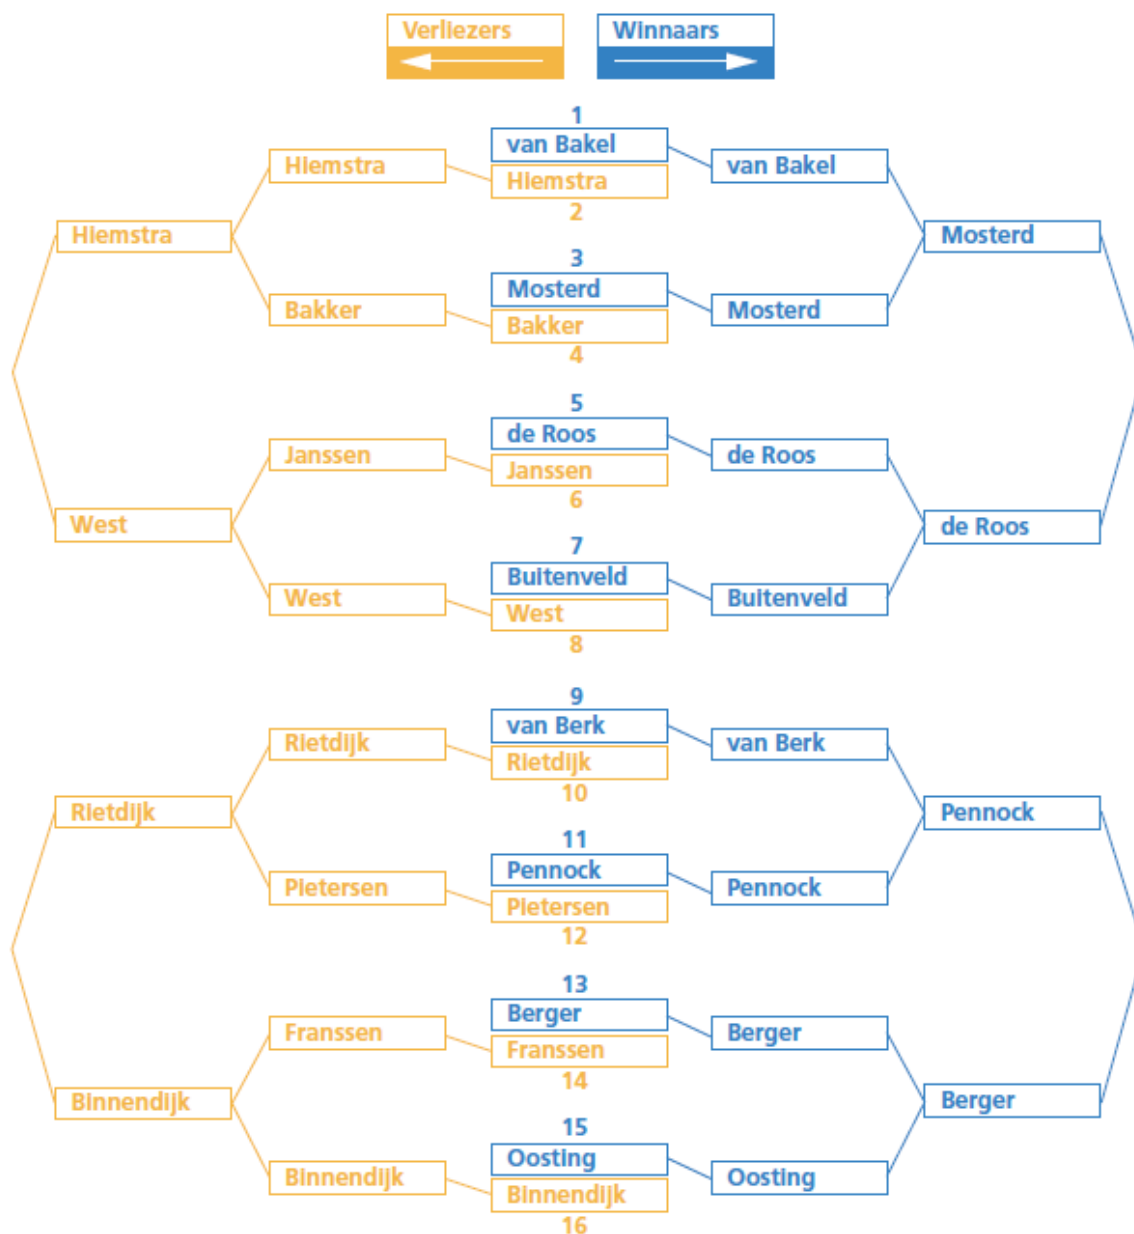 Verliezers Winnaars
1
van Bakel
Hiemstra van Bakel
Hiemstra
2
Hiemstra Mosterd
3
Mosterd
Bakker Mosterd
Bakker
4
5
de Roos
Janssen de Roos
Janssen
6
West de Roos
7
Buitenveld
West Buitenveld
West
8
9
van Berk
Rietdijk van Berk
Rietdijk
10
Rietdijk Pennock
11
Pennock
Pietersen Pennock
Pietersen
12
13
Berger
Franssen Berger
Franssen
14
Binnendijk Berger
15
Oosting
Binnendijk Oosting
Binnendijk
16